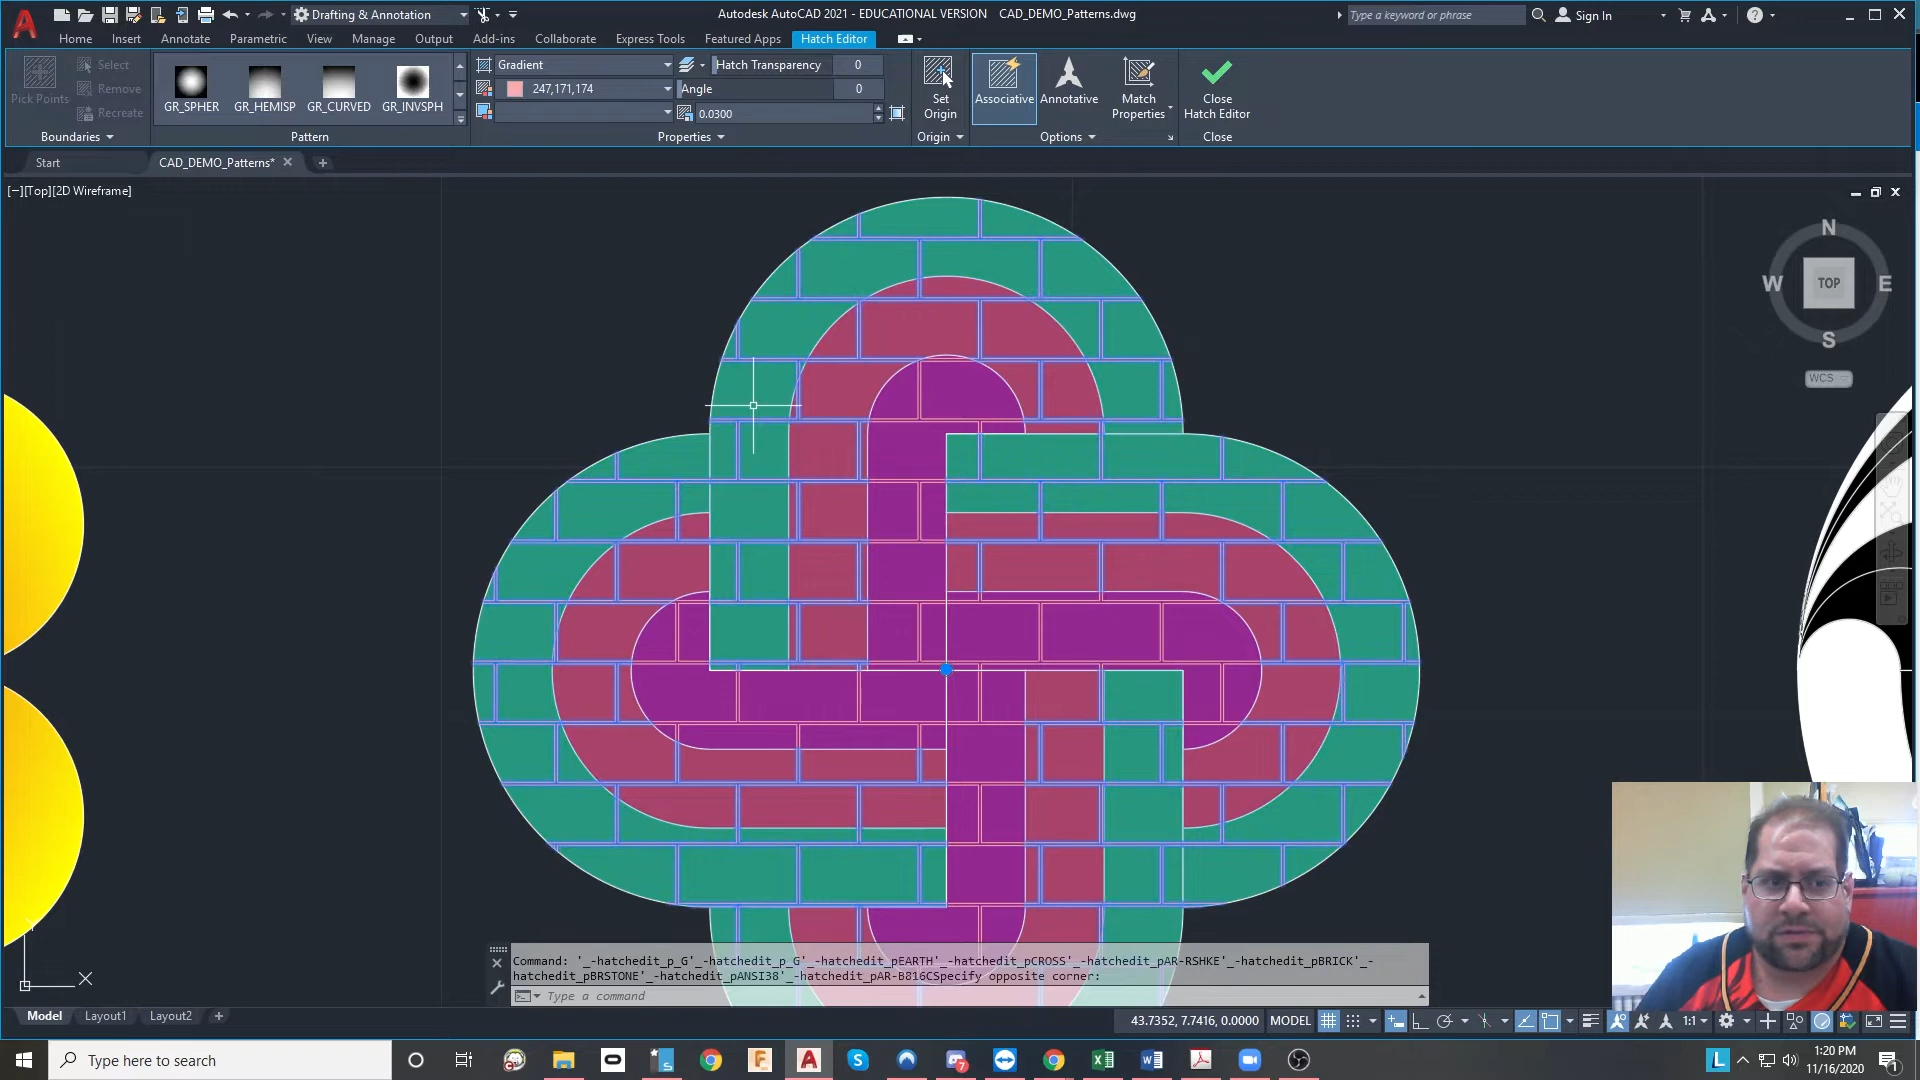 Drafting & Annotation
Autodesk AutoCAD 2021 - EDUCATIONAL VERSION CAD_DEMO_Patterns.dwg
Type a keyword or phrase
Sign In
Home Insert Annotate Parametric View Manage Output Add-ins Collaborate Express Tools Featured Apps Hatch Editor
Pick Points
Select
Remove
Recreate
Boundaries
GR_SPHER GR_HEMISP GR_CURVED GR_INVSPH
Pattern
Gradient
247,171,174
Hatch Transparency 0
Angle 0
0.0300
Properties
Set
Origin
Origin
Associative
Annotative
Match
Properties
Options
Close
Hatch Editor
Close
Start CAD_DEMO_Patterns*
[−][Top][2D Wireframe]
N
W TOP E
S
WCS
Y
X
Command: '_-hatchedit_p_G'_-hatchedit_p_G'_-hatchedit_pEARTH'_-hatchedit_pCROSS'_-hatchedit_pAR-RSHKE'_-hatchedit_pBRICK'_-
hatchedit_pBRSTONE'_-hatchedit_pANSI38'_-hatchedit_pAR-B816CSpecify opposite corner:
Type a command
Model Layout1 Layout2
43.7352, 7.7416, 0.0000 MODEL 1:1
Type here to search
7
L
1:20 PM
11/16/2020
1